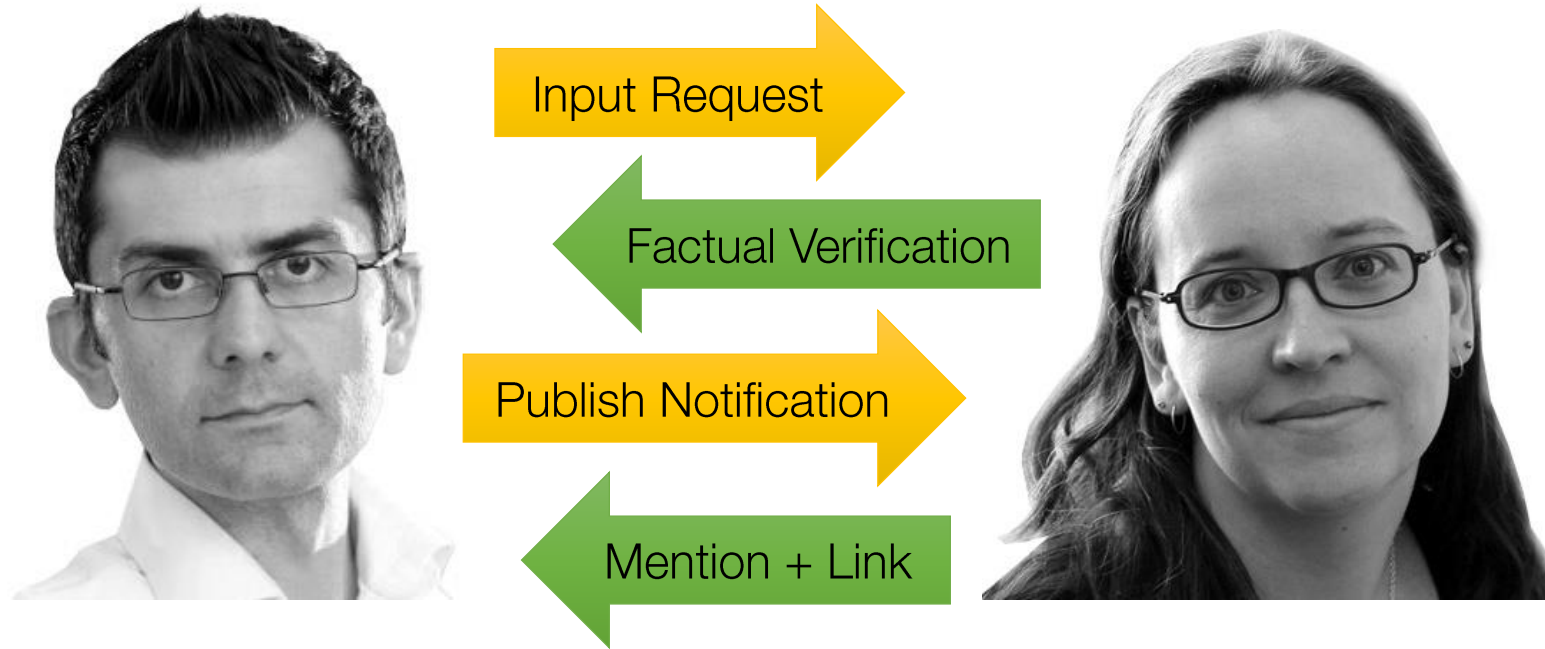 Input Request
Factual Verification
Publish Notification
Mention + Link